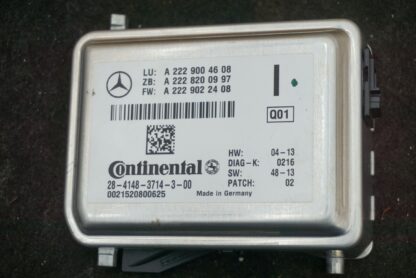 LU: A 222 900 46 08
ZB: A 222 820 09 97
FW: A 222 902 24 08
I
Q01
Continental
28-4148-3714-3-00
0021520800625
HW: 04-13
DIAG-K: 0216
SW: 48-13
PATCH: 02
Made in Germany